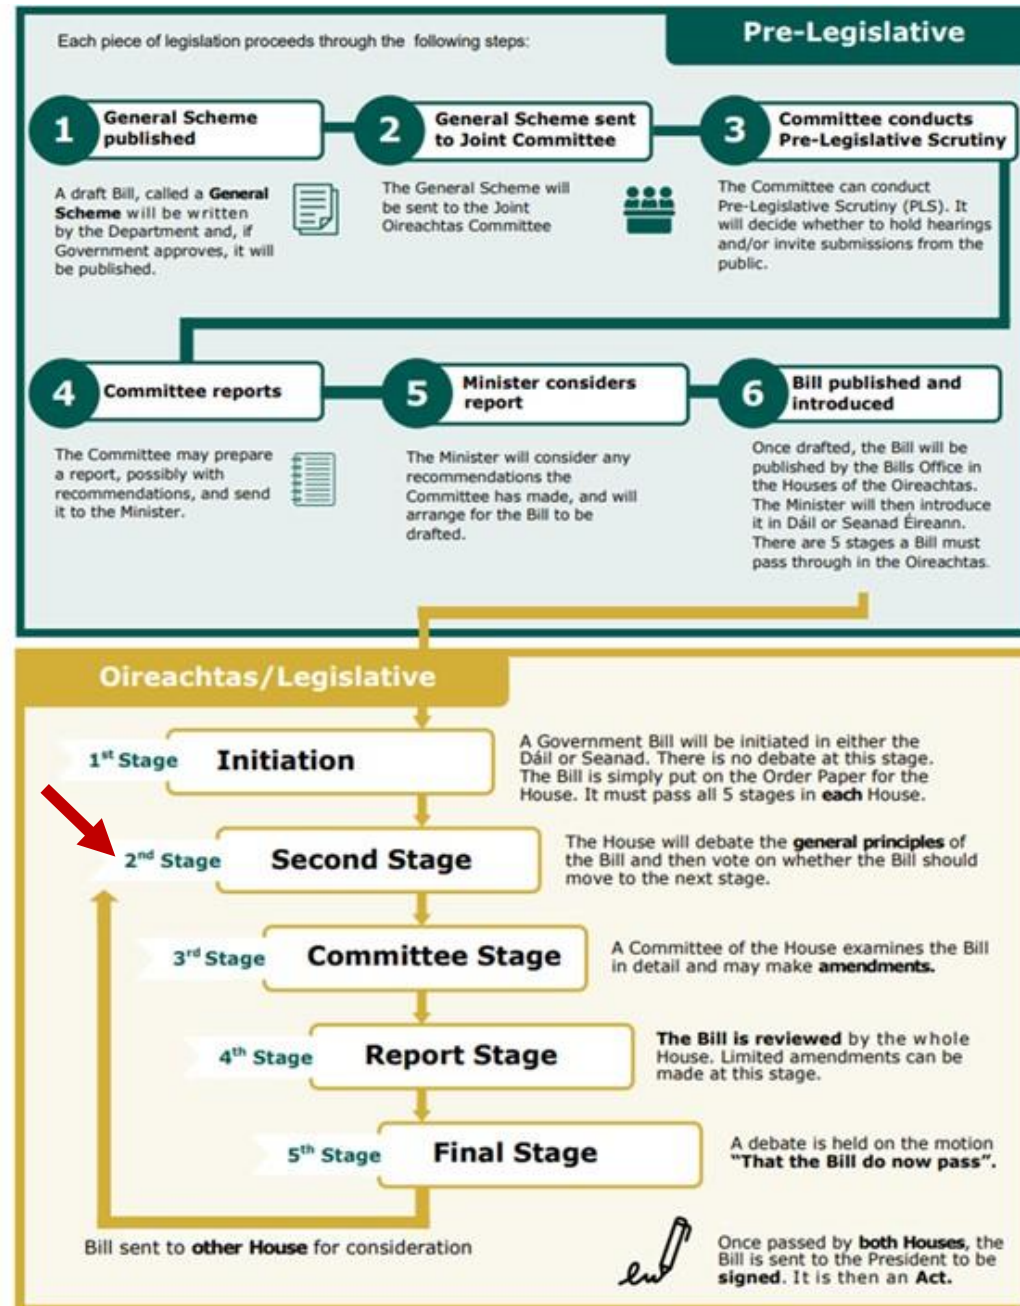 Pre-Legislative
Each piece of legislation proceeds through the following steps:
1
General Scheme
published
A draft Bill, called a General
Scheme will be written
by the Department and, if
Government approves, it will
be published.
2
General Scheme sent
to Joint Committee
The General Scheme will
be sent to the Joint
Oireachtas Committee
3
Committee conducts
Pre-Legislative Scrutiny
The Committee can conduct
Pre-Legislative Scrutiny (PLS). It
will decide whether to hold hearings
and/or invite submissions from the
public.
4
Committee reports
The Committee may prepare
a report, possibly with
recommendations, and send
it to the Minister.
5
Minister considers
report
The Minister will consider any
recommendations the
Committee has made, and will
arrange for the Bill to be
drafted.
6
Bill published and
introduced
Once drafted, the Bill will be
published by the Bills Office in
the Houses of the Oireachtas.
The Minister will then introduce
it in Dáil or Seanad Éireann.
There are 5 stages a Bill must
pass through in the Oireachtas.
Oireachtas/Legislative
1st Stage
Initiation
A Government Bill will be initiated in either the
Dáil or Seanad. There is no debate at this stage.
The Bill is simply put on the Order Paper for the
House. It must pass all 5 stages in each House.
2nd Stage
Second Stage
The House will debate the general principles of
the Bill and then vote on whether the Bill should
move to the next stage.
3rd Stage
Committee Stage
A Committee of the House examines the Bill
in detail and may make amendments.
4th Stage
Report Stage
The Bill is reviewed by the whole
House. Limited amendments can be
made at this stage.
5th Stage
Final Stage
A debate is held on the motion
"That the Bill do now pass".
Bill sent to other House for consideration
Once passed by both Houses, the
Bill is sent to the President to be
signed. It is then an Act.